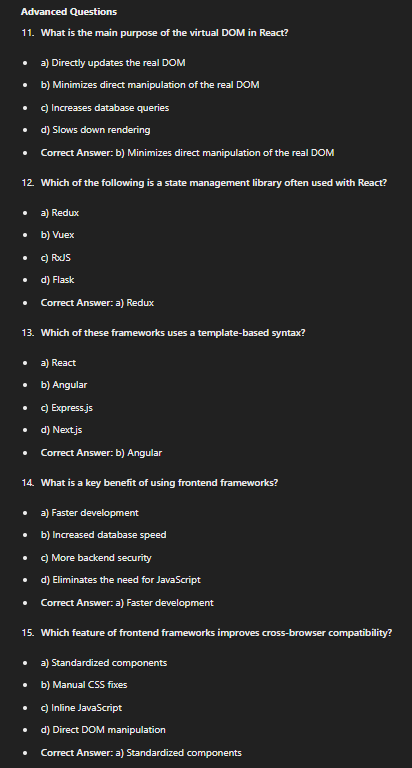 Advanced Questions
11. What is the main purpose of the virtual DOM in React?
• a) Directly updates the real DOM
• b) Minimizes direct manipulation of the real DOM
• c) Increases database queries
• d) Slows down rendering
• Correct Answer: b) Minimizes direct manipulation of the real DOM
12. Which of the following is a state management library often used with React?
• a) Redux
• b) Vuex
• c) RxJS
• d) Flask
• Correct Answer: a) Redux
13. Which of these frameworks uses a template-based syntax?
• a) React
• b) Angular
• c) Express.js
• d) Next.js
• Correct Answer: b) Angular
14. What is a key benefit of using frontend frameworks?
• a) Faster development
• b) Increased database speed
• c) More backend security
• d) Eliminates the need for JavaScript
• Correct Answer: a) Faster development
15. Which feature of frontend frameworks improves cross-browser compatibility?
• a) Standardized components
• b) Manual CSS fixes
• c) Inline JavaScript
• d) Direct DOM manipulation
• Correct Answer: a) Standardized components